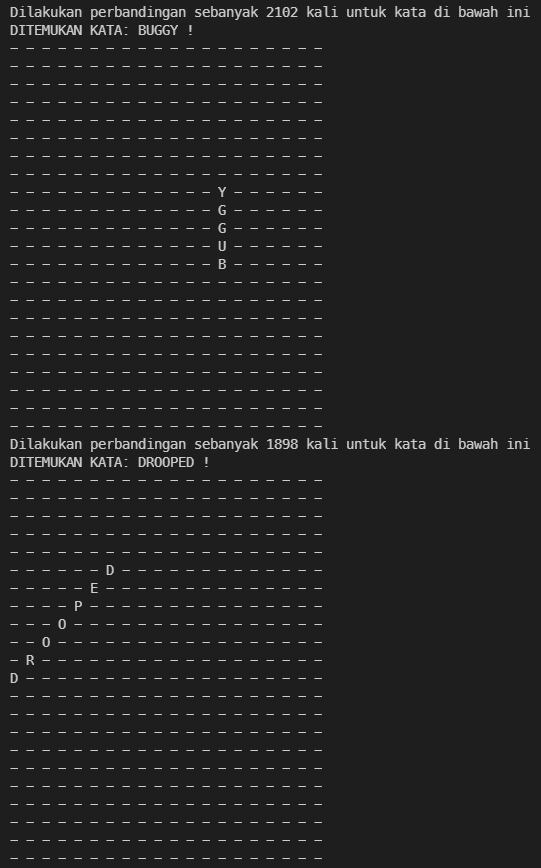 Dilakukan perbandingan sebanyak 2102 kali untuk kata di bawah ini
DITEMUKAN KATA: BUGGY !
- - - - - - - - - - - - - - - - - - - -
- - - - - - - - - - - - - - - - - - - -
- - - - - - - - - - - - - - - - - - - -
- - - - - - - - - - - - - - - - - - - -
- - - - - - - - - - - - - - - - - - - -
- - - - - - - - - - - - - - - - - - - -
- - - - - - - - - - - - - - - - - - - -
- - - - - - - - - - - - - - - - - - - -
- - - - - - - - - - - - - Y - - - - - -
- - - - - - - - - - - - - G - - - - - -
- - - - - - - - - - - - - G - - - - - -
- - - - - - - - - - - - - U - - - - - -
- - - - - - - - - - - - - B - - - - - -
- - - - - - - - - - - - - - - - - - - -
- - - - - - - - - - - - - - - - - - - -
- - - - - - - - - - - - - - - - - - - -
- - - - - - - - - - - - - - - - - - - -
- - - - - - - - - - - - - - - - - - - -
- - - - - - - - - - - - - - - - - - - -
- - - - - - - - - - - - - - - - - - - -
- - - - - - - - - - - - - - - - - - - -
- - - - - - - - - - - - - - - - - - - -
Dilakukan perbandingan sebanyak 1898 kali untuk kata di bawah ini
DITEMUKAN KATA: DROOPED !
- - - - - - - - - - - - - - - - - - - -
- - - - - - - - - - - - - - - - - - - -
- - - - - - - - - - - - - - - - - - - -
- - - - - - - - - - - - - - - - - - - -
- - - - - - - - - - - - - - - - - - - -
- - - - - - D - - - - - - - - - - - - -
- - - - - E - - - - - - - - - - - - - -
- - - - P - - - - - - - - - - - - - - -
- - - O - - - - - - - - - - - - - - - -
- - O - - - - - - - - - - - - - - - - -
- R - - - - - - - - - - - - - - - - - -
D - - - - - - - - - - - - - - - - - - -
- - - - - - - - - - - - - - - - - - - -
- - - - - - - - - - - - - - - - - - - -
- - - - - - - - - - - - - - - - - - - -
- - - - - - - - - - - - - - - - - - - -
- - - - - - - - - - - - - - - - - - - -
- - - - - - - - - - - - - - - - - - - -
- - - - - - - - - - - - - - - - - - - -
- - - - - - - - - - - - - - - - - - - -
- - - - - - - - - - - - - - - - - - - -
- - - - - - - - - - - - - - - - - - - -